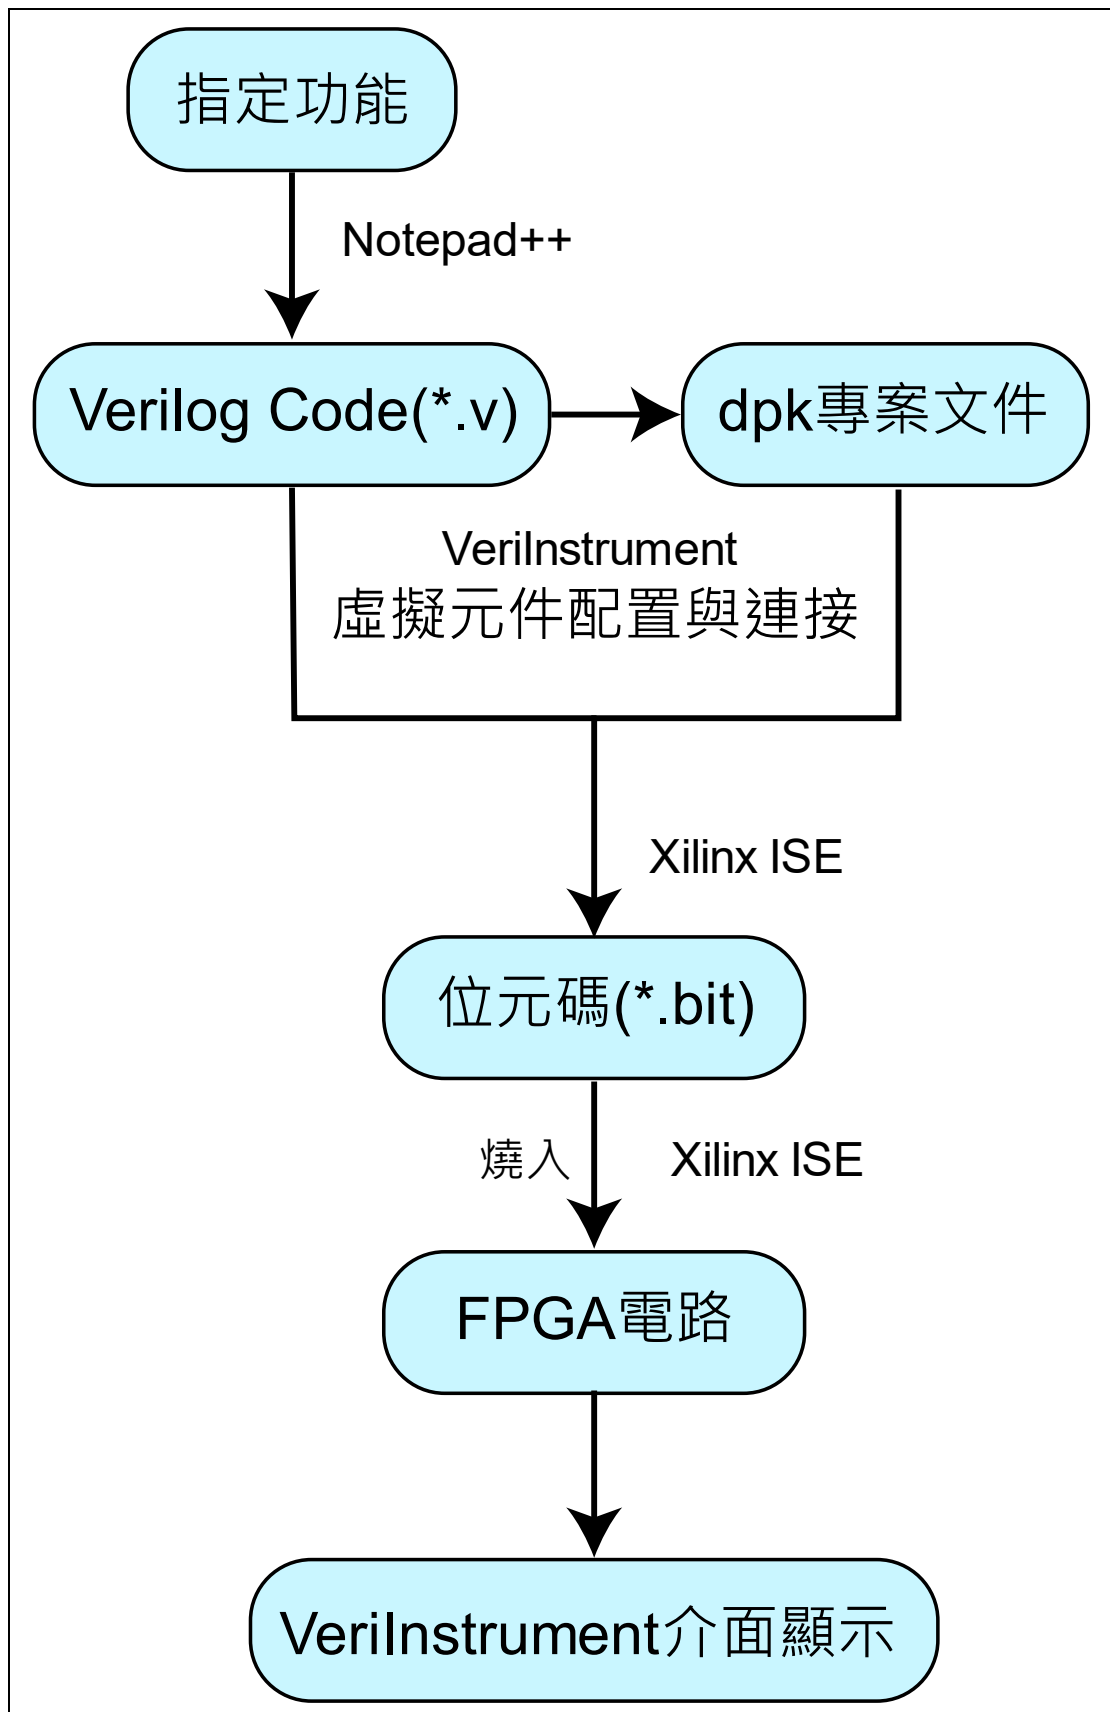 指定功能
Notepad++
Verilog Code(*.v)
dpk專案文件
VeriInstrument
虛擬元件配置與連接
Xilinx ISE
位元碼(*.bit)
燒入
Xilinx ISE
FPGA電路
VeriInstrument介面顯示